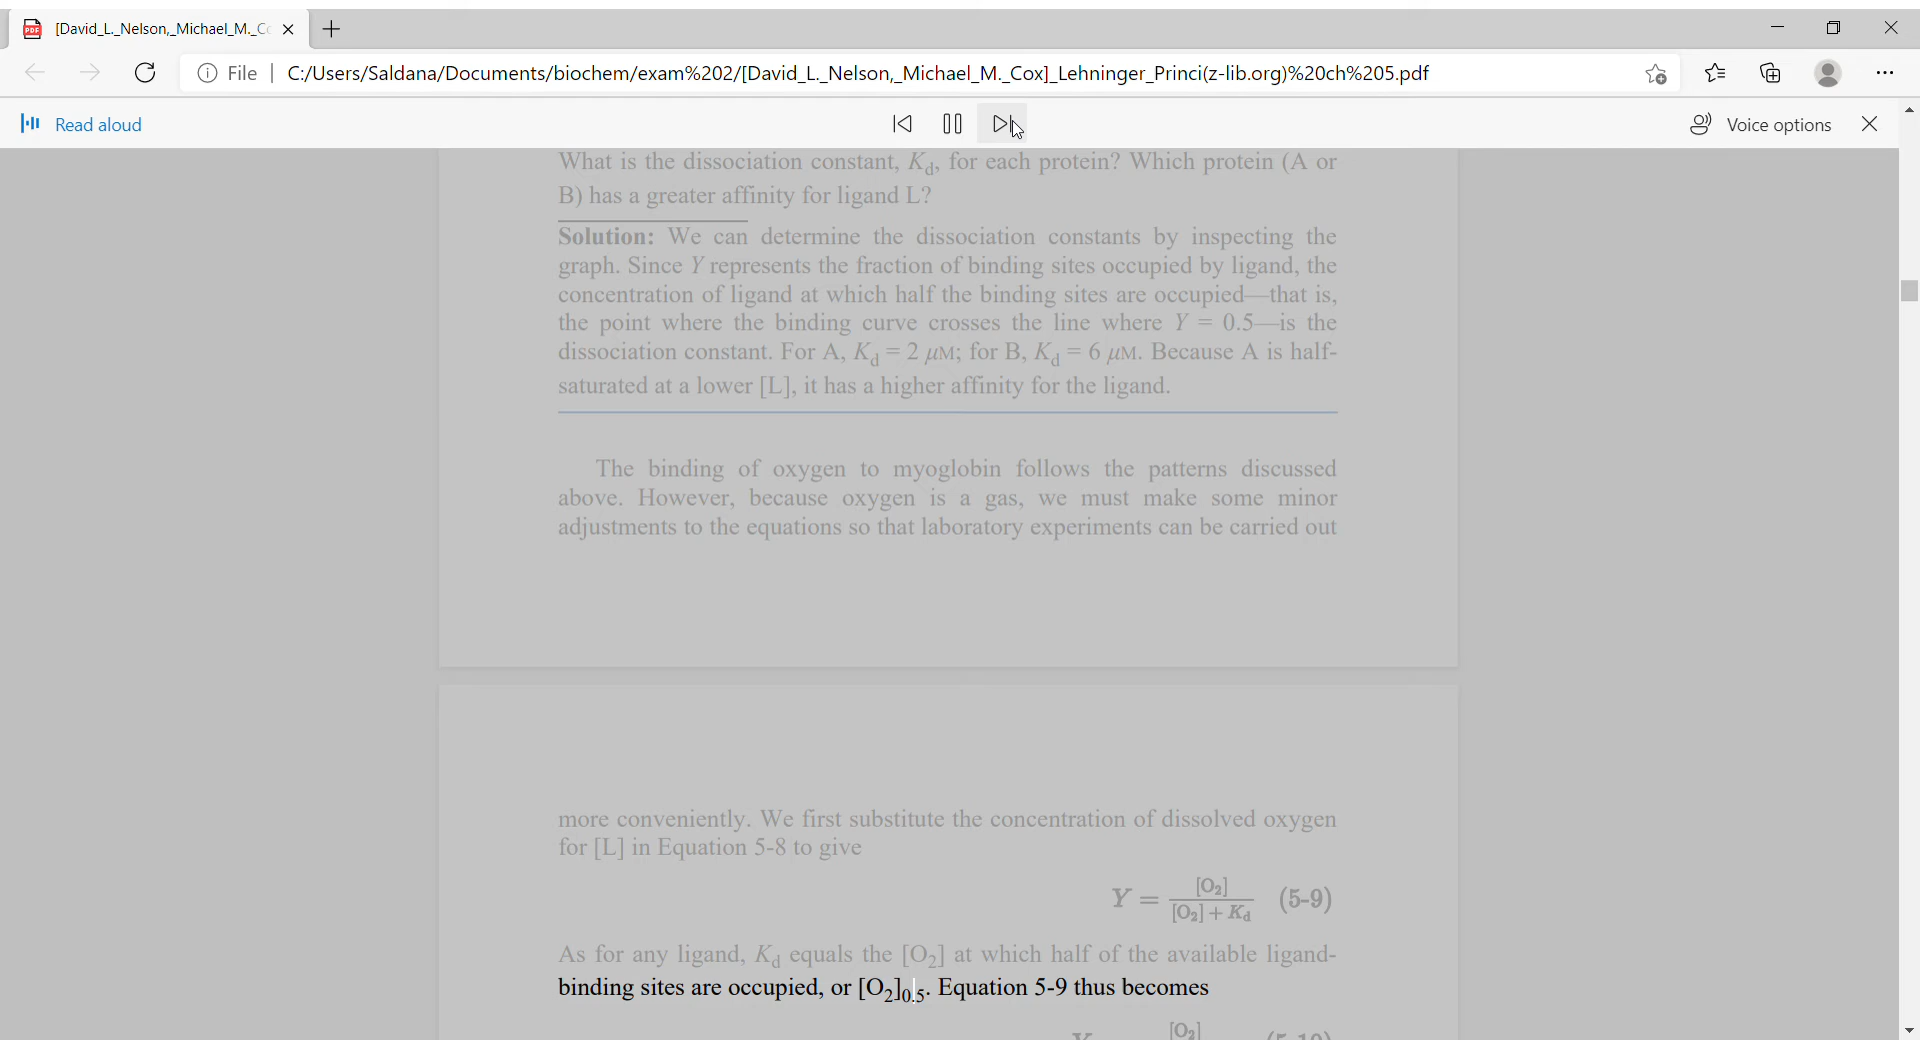 [David_L._Nelson,_Michael_M._Co
File
C:/Users/Saldana/Documents/biochem/exam%202/[David_L._Nelson,_Michael_M._Cox]_Lehninger_Princi(z-lib.org)%20ch%205.pdf
Read aloud
Voice options
What is the dissociation constant, Kd, for each protein? Which protein (A or
B) has a greater affinity for ligand L?
Solution: We can determine the dissociation constants by inspecting the
graph. Since Y represents the fraction of binding sites occupied by ligand, the
concentration of ligand at which half the binding sites are occupied—that is,
the point where the binding curve crosses the line where Y = 0.5—is the
dissociation constant. For A, Kd = 2 μM; for B, Kd = 6 μM. Because A is half-
saturated at a lower [L], it has a higher affinity for the ligand.
The binding of oxygen to myoglobin follows the patterns discussed
above. However, because oxygen is a gas, we must make some minor
adjustments to the equations so that laboratory experiments can be carried out
more conveniently. We first substitute the concentration of dissolved oxygen
for [L] in Equation 5-8 to give
Y = [O2] / [O2] + Kd (5-9)
As for any ligand, Kd equals the [O2] at which half of the available ligand-
binding sites are occupied, or [O2]0.5. Equation 5-9 thus becomes
Y [O2] (5-10)